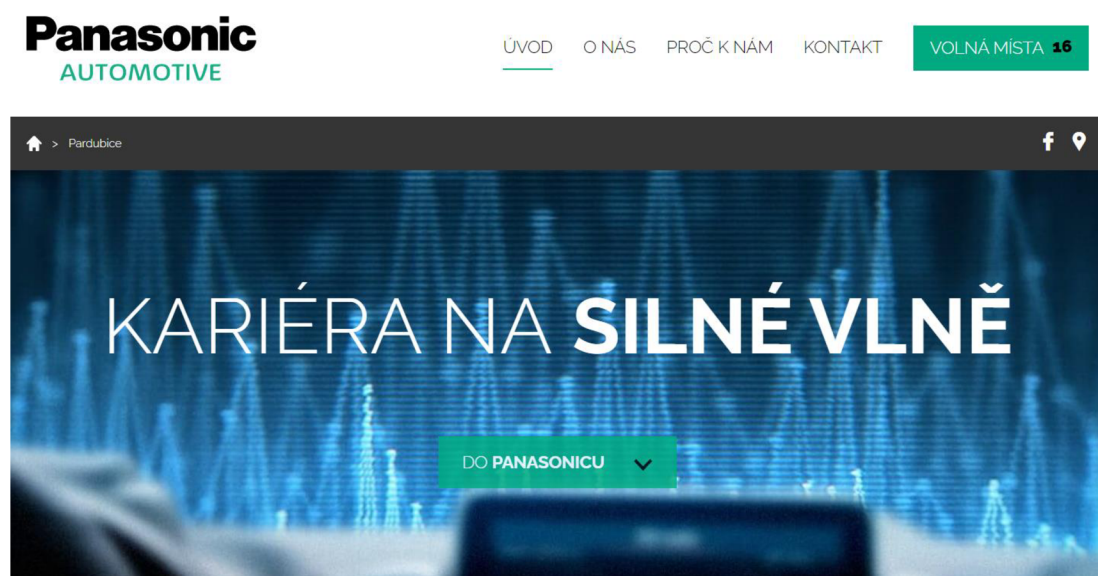 Panasonic
AUTOMOTIVE
ÚVOD O NÁS PROČ K NÁM KONTAKT VOLNÁ MÍSTA 16
> Pardubice
KARIÉRA NA SILNÉ VLNĚ
DO PANASONICU